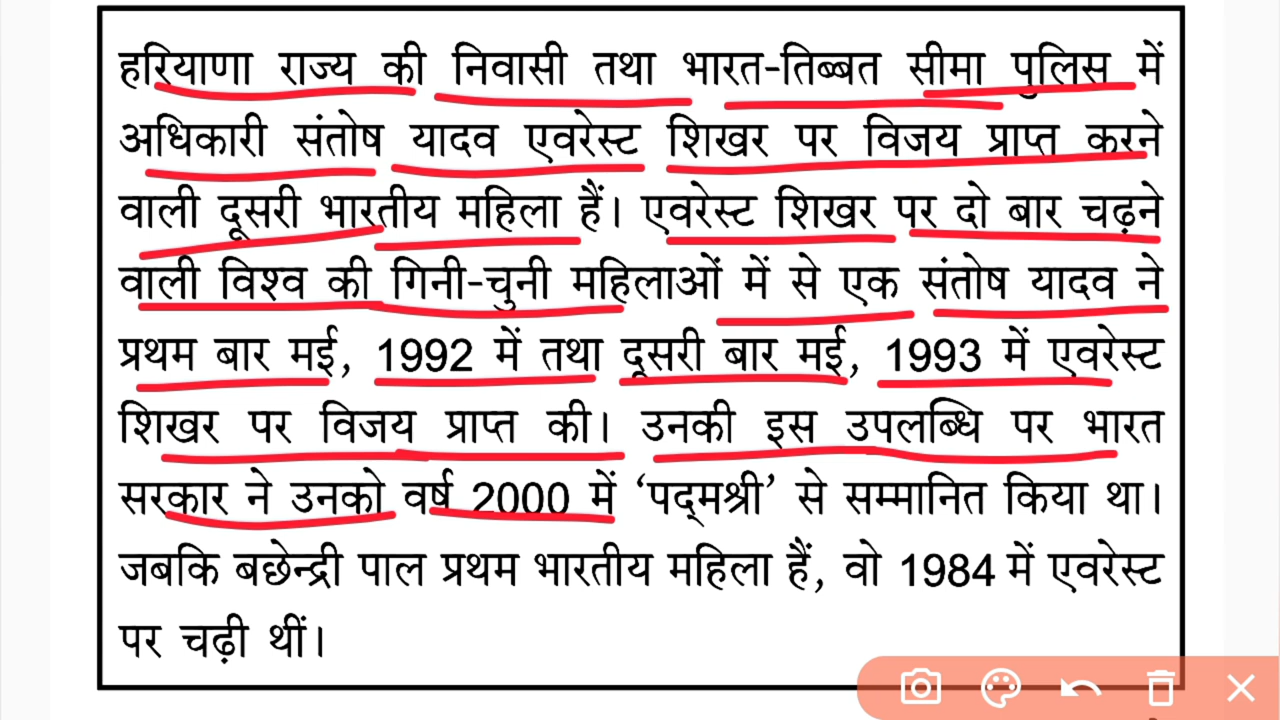 हरियाणा राज्य की निवासी तथा भारत-तिब्बत सीमा पुलिस में
अधिकारी संतोष यादव एवरेस्ट शिखर पर विजय प्राप्त करने
वाली दूसरी भारतीय महिला हैं। एवरेस्ट शिखर पर दो बार चढ़ने
वाली विश्व की गिनी-चुनी महिलाओं में से एक संतोष यादव ने
प्रथम बार मई, 1992 में तथा दूसरी बार मई, 1993 में एवरेस्ट
शिखर पर विजय प्राप्त की। उनकी इस उपलब्धि पर भारत
सरकार ने उनको वर्ष 2000 में ‘पद्मश्री’ से सम्मानित किया था।
जबकि बछेन्द्री पाल प्रथम भारतीय महिला हैं, वो 1984 में एवरेस्ट
पर चढ़ी थीं।